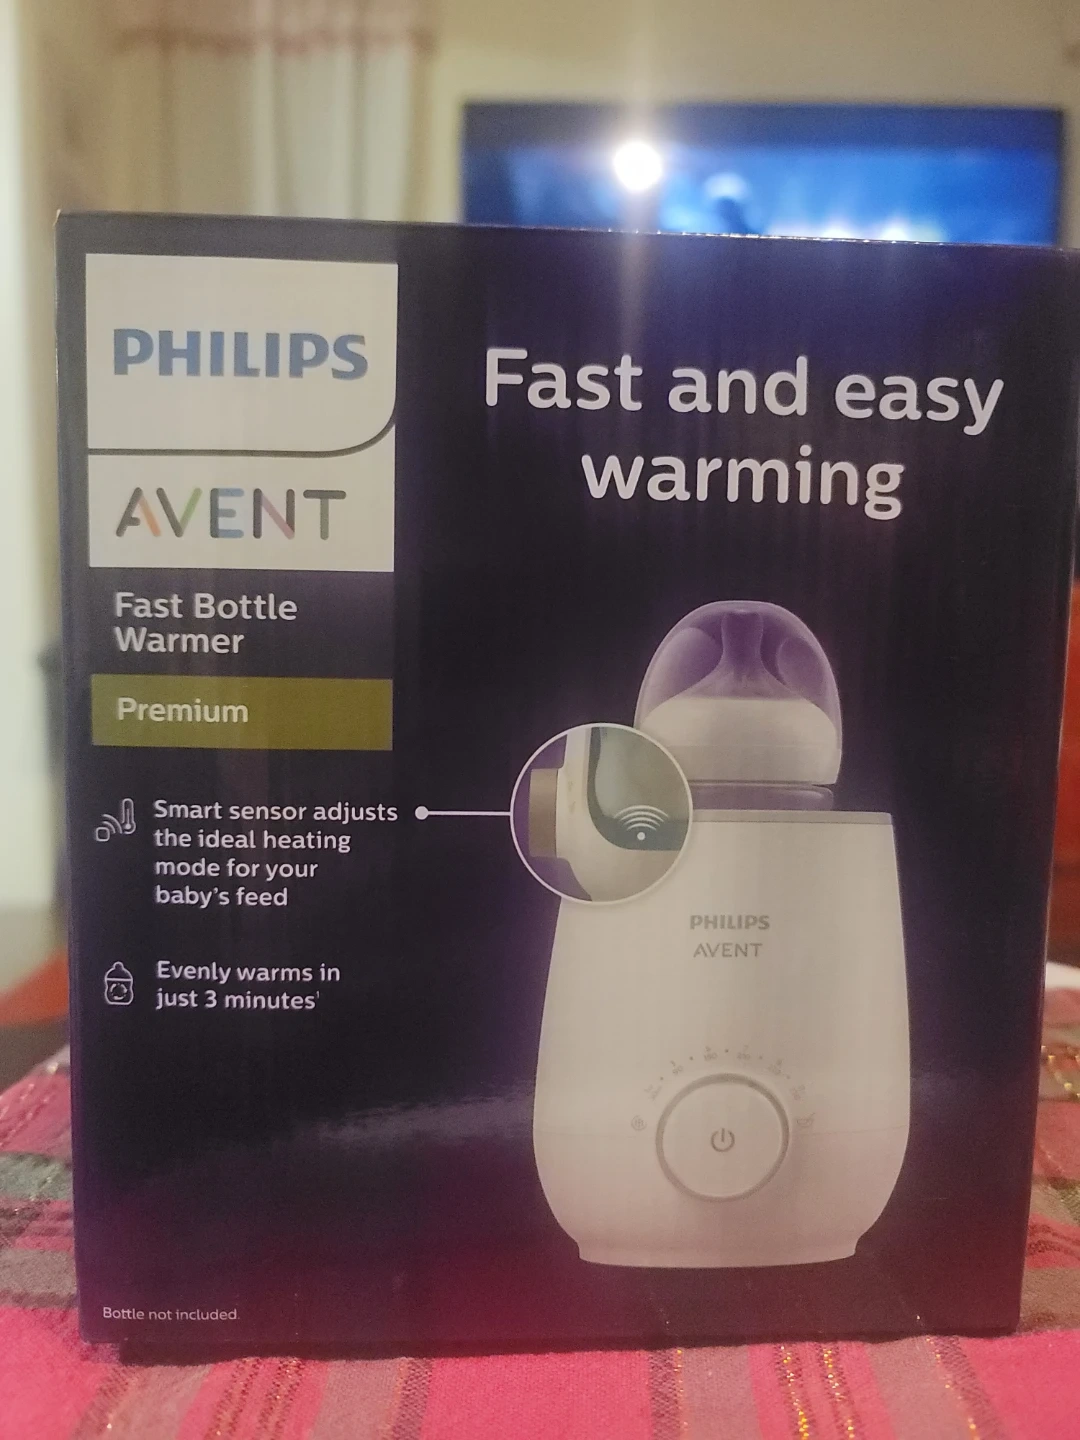 PHILIPS
AVENT
Fast Bottle
Warmer
Premium
Fast and easy
warming
Smart sensor adjusts
the ideal heating
mode for your
baby's feed
Evenly warms in
just 3 minutes¹
PHILIPS
AVENT
Bottle not included.